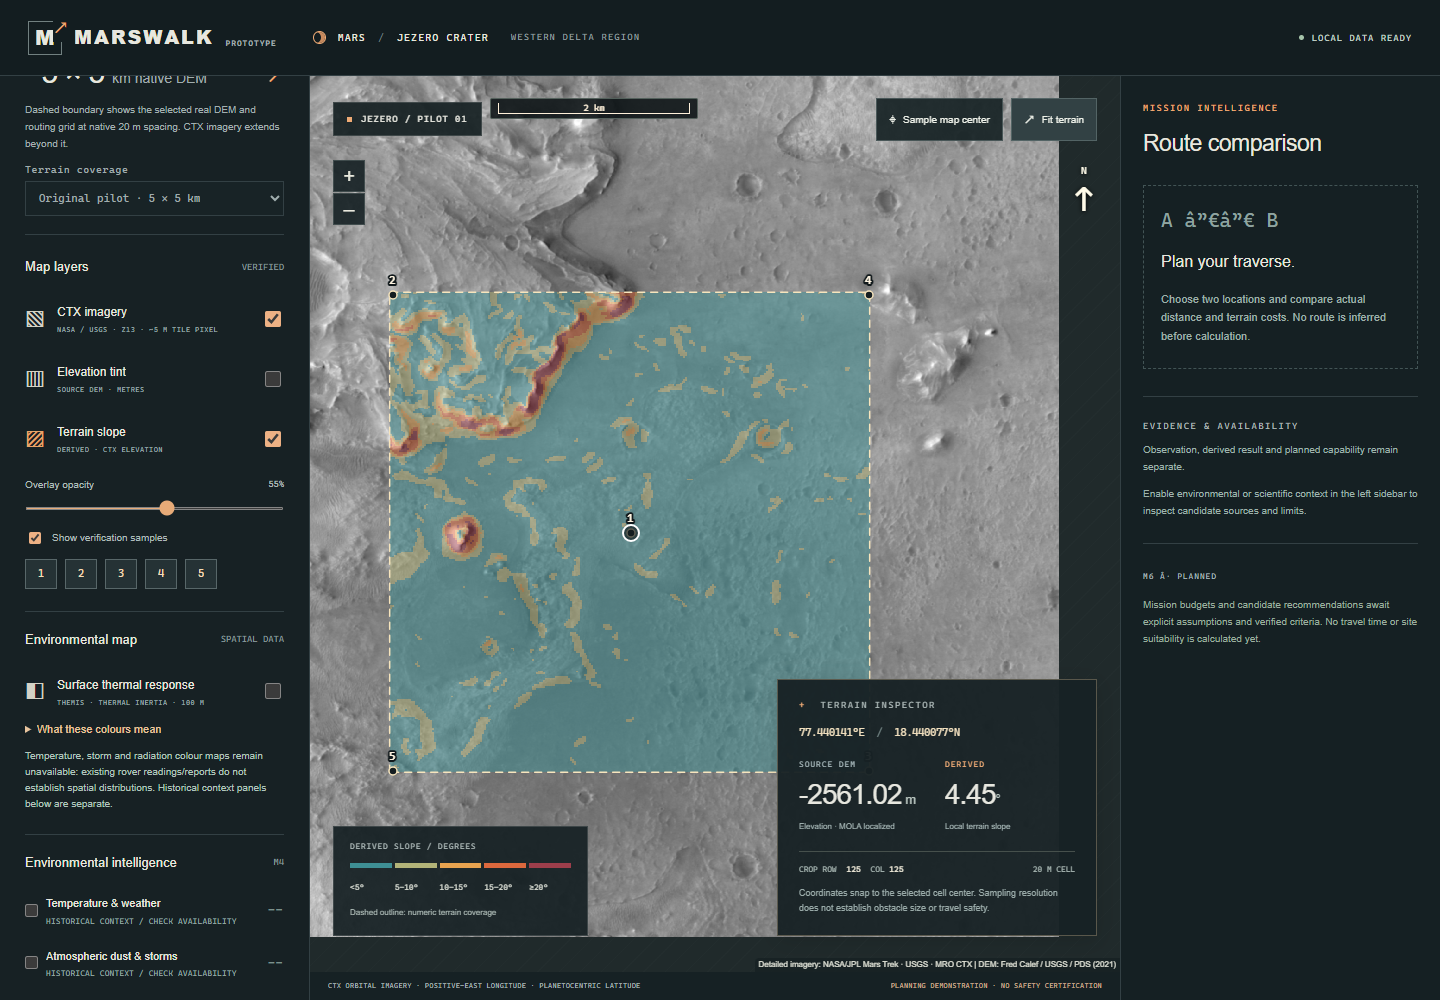 M MARSWALK PROTOTYPE
MARS / JEZERO CRATER WESTERN DELTA REGION
LOCAL DATA READY
5 × 5 km native DEM
Dashed boundary shows the selected real DEM and
routing grid at native 20 m spacing. CTX imagery extends
beyond it.
Terrain coverage
Original pilot · 5 × 5 km
Map layers VERIFIED
CTX imagery
NASA / USGS · Z13 · ~5 M TILE PIXEL
Elevation tint
SOURCE DEM · METRES
Terrain slope
DERIVED · CTX ELEVATION
Overlay opacity 55%
Show verification samples
1 2 3 4 5
Environmental map SPATIAL DATA
Surface thermal response
THEMIS · THERMAL INERTIA · 100 M
What these colours mean
Temperature, storm and radiation colour maps remain
unavailable: existing rover readings/reports do not
establish spatial distributions. Historical context panels
below are separate.
Environmental intelligence M4
Temperature & weather
HISTORICAL CONTEXT / CHECK AVAILABILITY --
Atmospheric dust & storms
HISTORICAL CONTEXT / CHECK AVAILABILITY --
JEZERO / PILOT 01
2 km
Sample map center
Fit terrain
+
−
N
2
4
1
5
DERIVED SLOPE / DEGREES
<5° 5–10° 10–15° 15–20° ≥20°
Dashed outline: numeric terrain coverage
+ TERRAIN INSPECTOR
77.440141°E / 18.440077°N
SOURCE DEM DERIVED
-2561.02 m 4.45°
Elevation · MOLA localized Local terrain slope
CROP ROW 125 COL 125 20 M CELL
Coordinates snap to the selected cell center. Sampling resolution
does not establish obstacle size or travel safety.
Detailed imagery: NASA/JPL Mars Trek · USGS · MRO CTX | DEM: Fred Calef / USGS / PDS (2021)
CTX ORBITAL IMAGERY · POSITIVE-EAST LONGITUDE · PLANETOCENTRIC LATITUDE
PLANNING DEMONSTRATION · NO SAFETY CERTIFICATION
MISSION INTELLIGENCE
Route comparison
A â”€â”€ B
Plan your traverse.
Choose two locations and compare actual
distance and terrain costs. No route is inferred
before calculation.
EVIDENCE & AVAILABILITY
Observation, derived result and planned capability remain
separate.
Enable environmental or scientific context in the left sidebar to
inspect candidate sources and limits.
M6 Â· PLANNED
Mission budgets and candidate recommendations await
explicit assumptions and verified criteria. No travel time or site
suitability is calculated yet.